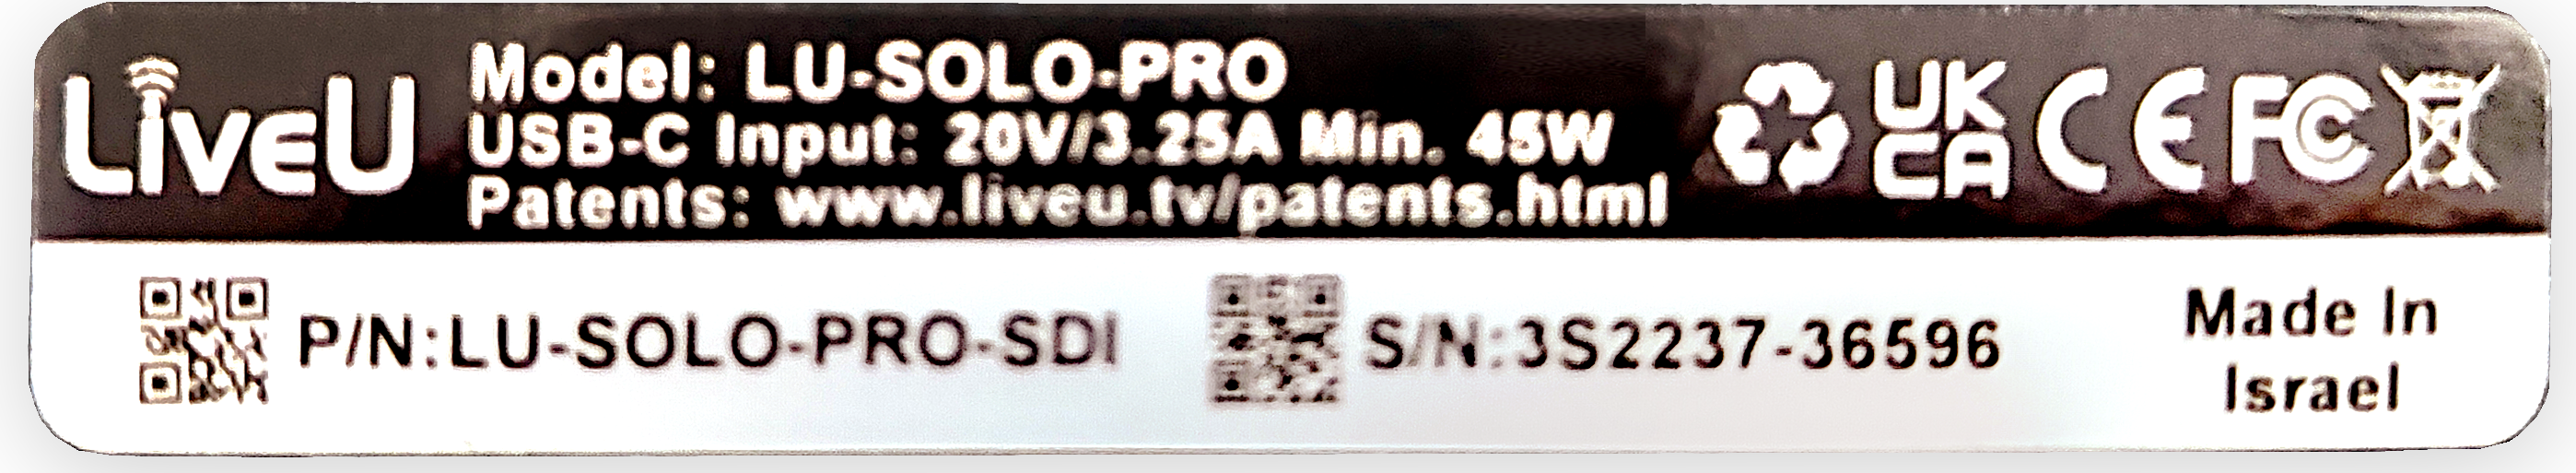 LiveU
Model: LU-SOLO-PRO
USB-C Input: 20V/3.25A Min. 45W
Patents: www.liveu.tv/patents.html
UK
CA
CE
FC
P/N:LU-SOLO-PRO-SDI
S/N:3S2237-36596
Made In
Israel